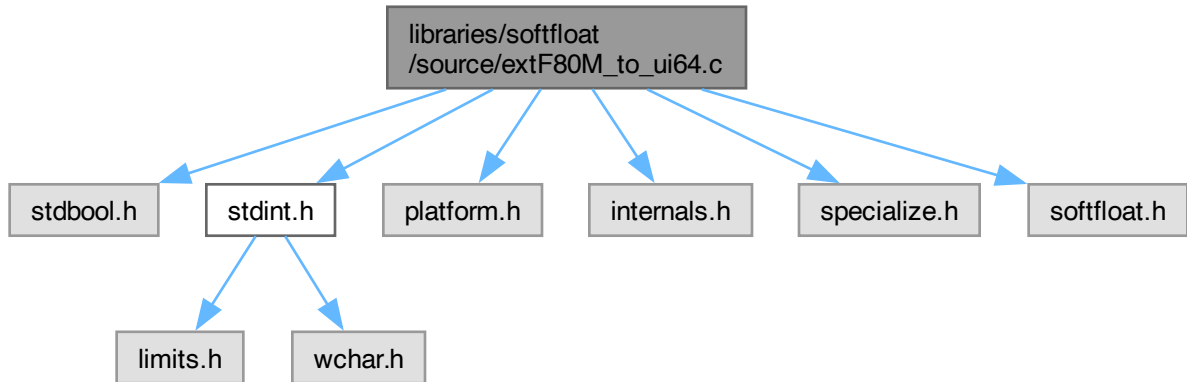 libraries/softfloat
/source/extF80M_to_ui64.c
stdbool.h
stdint.h
platform.h
internals.h
specialize.h
softfloat.h
limits.h
wchar.h